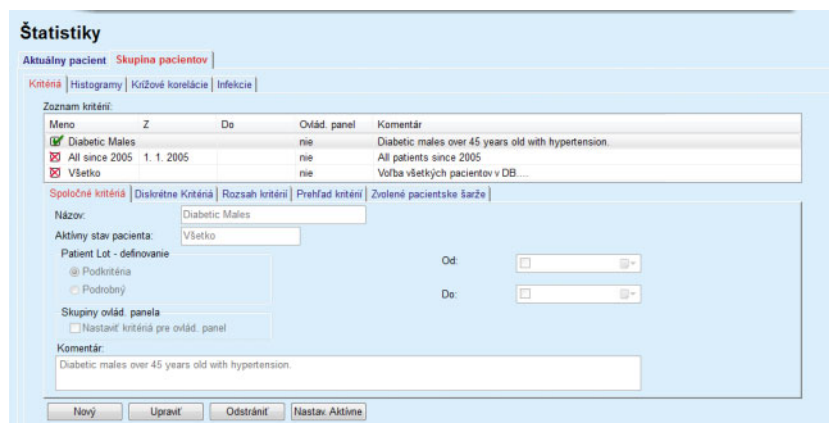 Štatistiky
Aktuálny pacient Skupina pacientov
Kritériá Histogramy Krížové korelácie Infekcie
Zoznam kritérií:
Meno Z Do Ovlád. panel Komentár
Diabetic Males nie Diabetic males over 45 years old with hypertension.
All since 2005 1. 1. 2005 nie All patients since 2005
Všetko nie Voľba všetkých pacientov v DB....
Spoločné kritériá Diskrétne Kritériá Rozsah kritérií Prehľad kritérií Zvolené pacientske šarže
Názov: Diabetic Males
Aktívny stav pacienta: Všetko
Patient Lot - definovanie
Od:
Podkritéria
Podrobný
Do:
Skupiny ovlád. panela
Nastaviť kritériá pre ovlád. panel
Komentár:
Diabetic males over 45 years old with hypertension.
Nový Upraviť Odstrániť Nastav. Aktívne